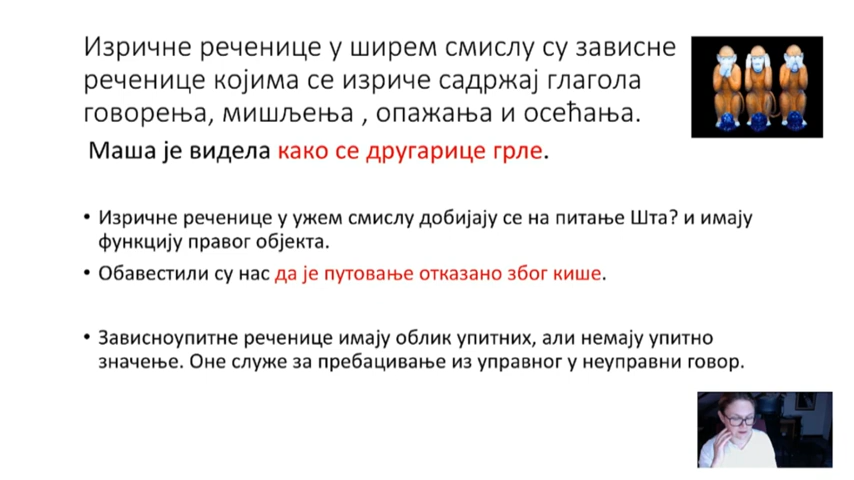 Изричне реченице у ширем смислу су зависне
реченице којима се изриче садржај глагола
говорења, мишљења , опажања и осећања.
Маша је видела како се другарице грле.
• Изричне реченице у ужем смислу добијају се на питање Шта? и имају
функцију правог објекта.
• Обавестили су нас да је путовање отказано због кише.
• Зависноупитне реченице имају облик упитних, али немају упитно
значење. Оне служе за пребацивање из управног у неуправни говор.